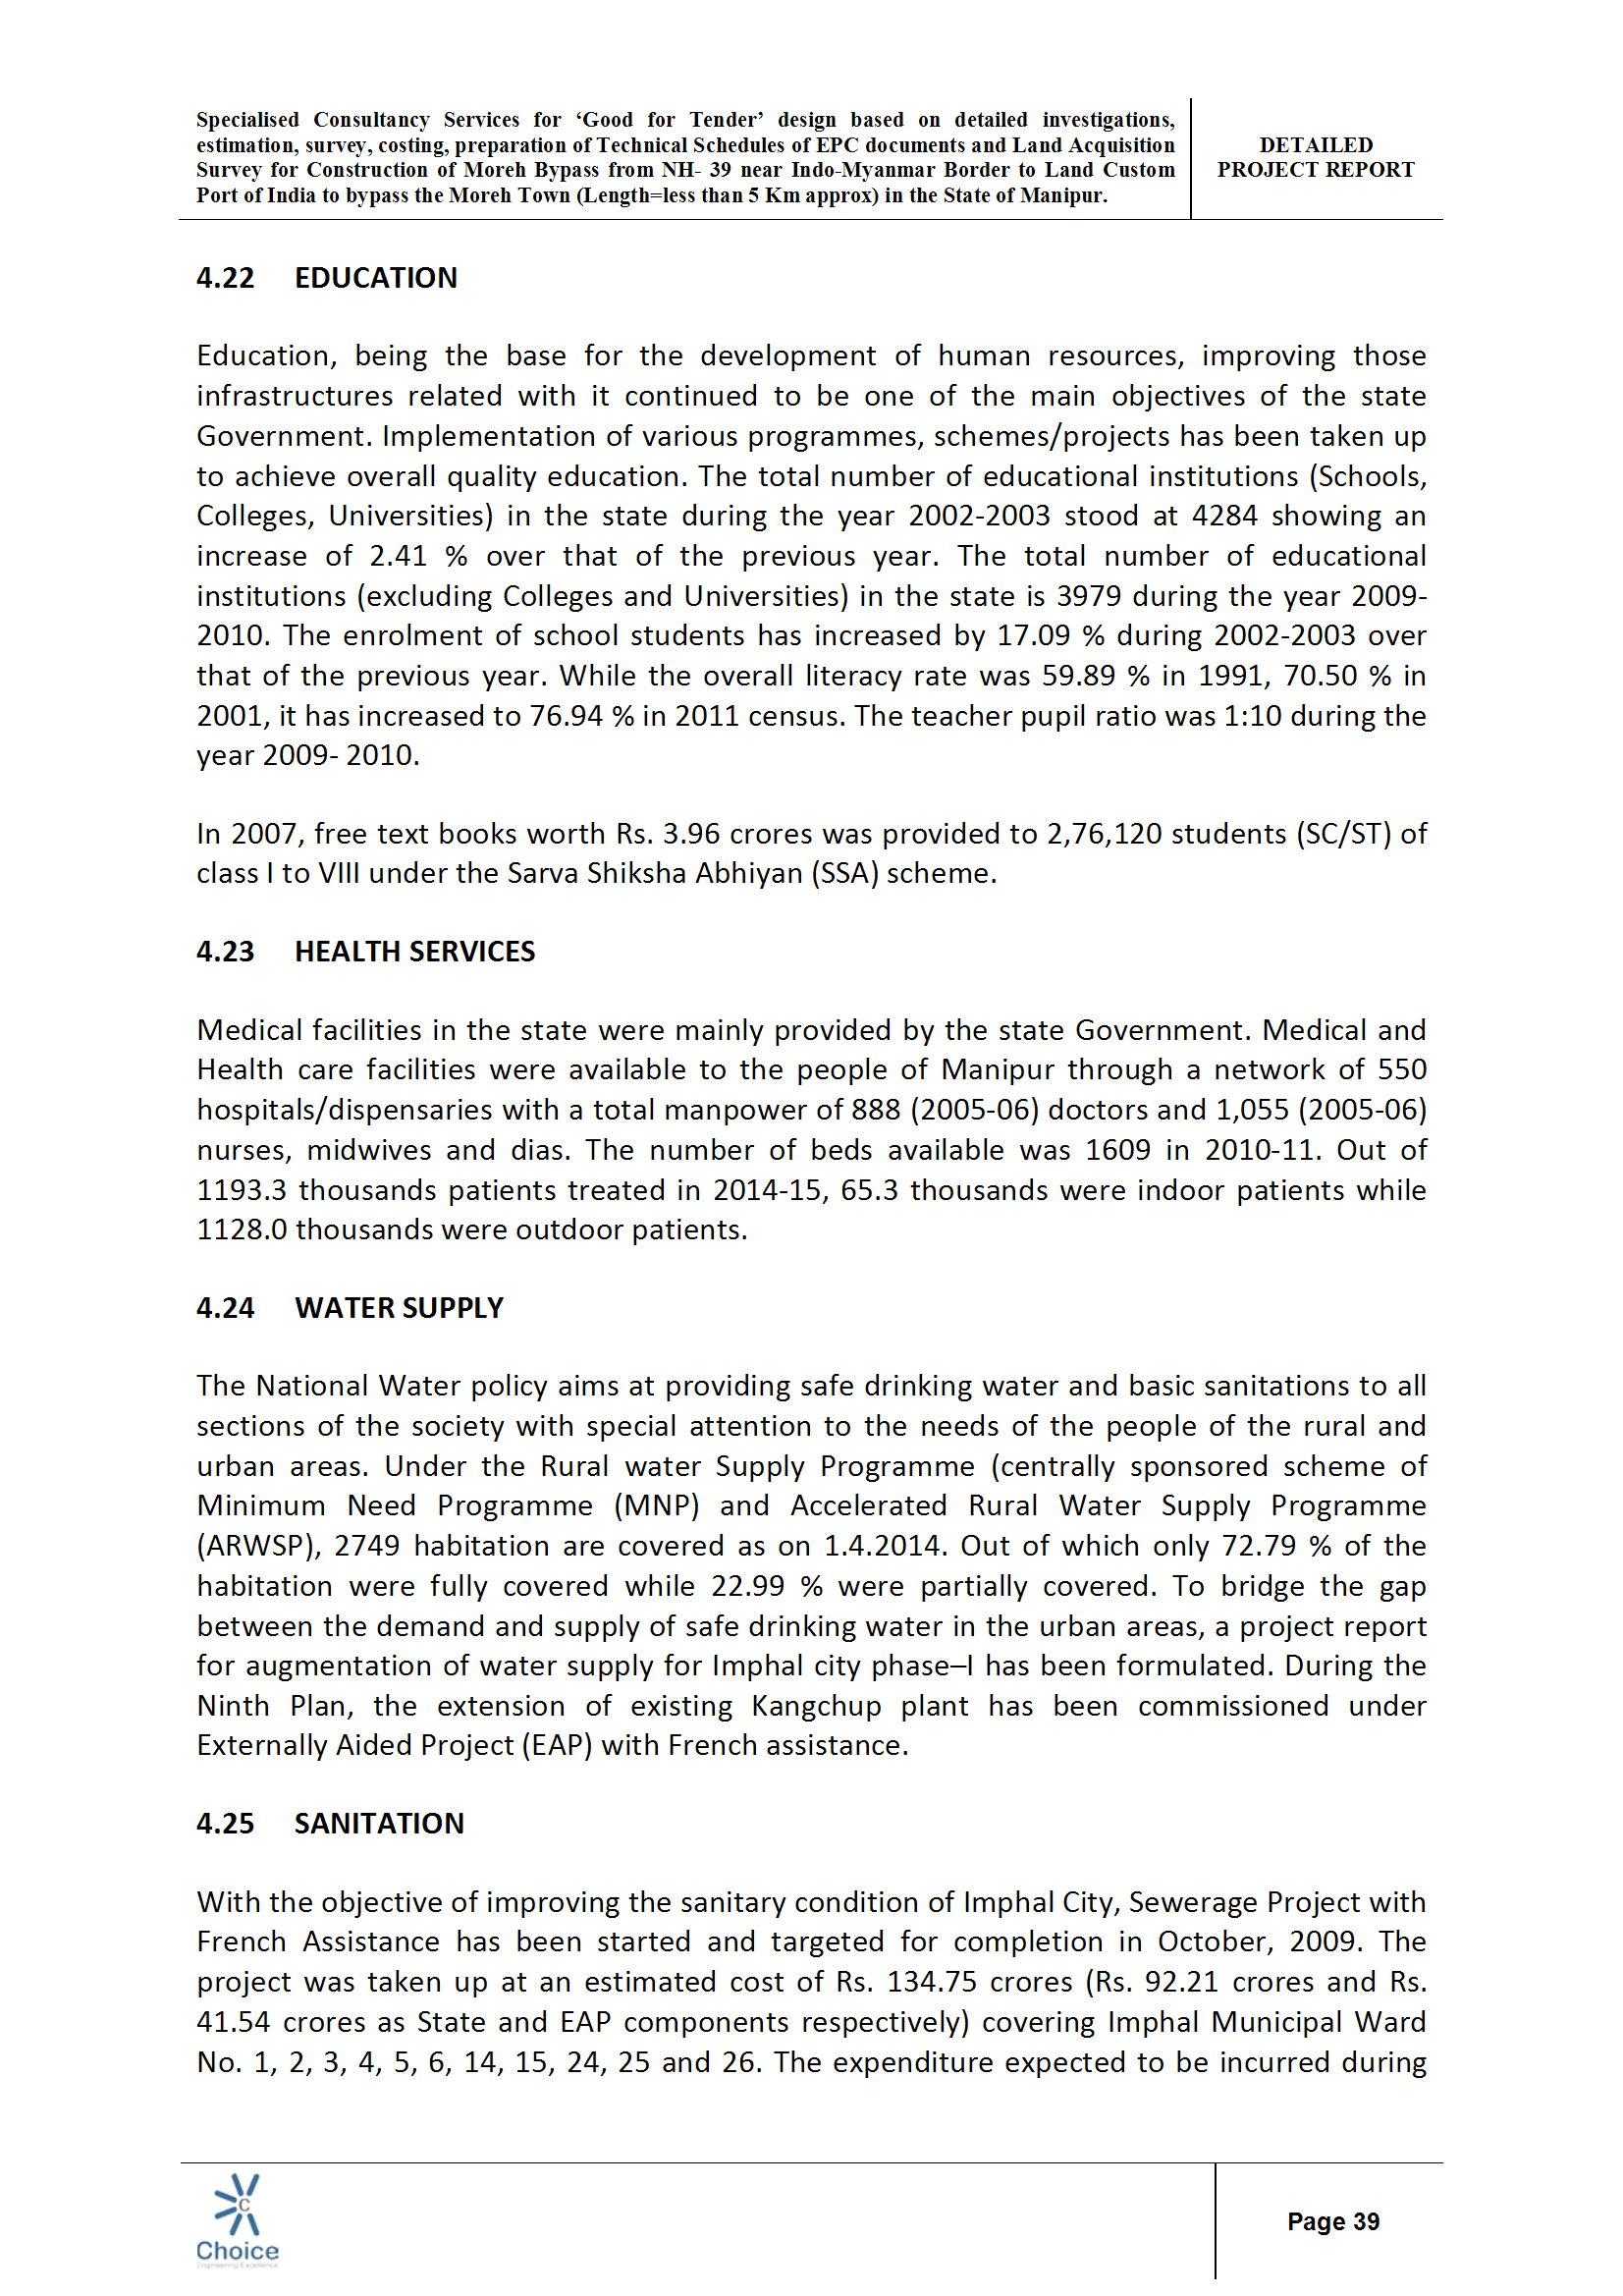 Specialised Consultancy Services for ‘Good for Tender’ design based on detailed investigations,
estimation, survey, costing, preparation of Technical Schedules of EPC documents and Land Acquisition
Survey for Construction of Moreh Bypass from NH- 39 near Indo-Myanmar Border to Land Custom
Port of India to bypass the Moreh Town (Length=less than 5 Km approx) in the State of Manipur.
DETAILED
PROJECT REPORT
4.22 EDUCATION
Education, being the base for the development of human resources, improving those
infrastructures related with it continued to be one of the main objectives of the state
Government. Implementation of various programmes, schemes/projects has been taken up
to achieve overall quality education. The total number of educational institutions (Schools,
Colleges, Universities) in the state during the year 2002-2003 stood at 4284 showing an
increase of 2.41 % over that of the previous year. The total number of educational
institutions (excluding Colleges and Universities) in the state is 3979 during the year 2009-
2010. The enrolment of school students has increased by 17.09 % during 2002-2003 over
that of the previous year. While the overall literacy rate was 59.89 % in 1991, 70.50 % in
2001, it has increased to 76.94 % in 2011 census. The teacher pupil ratio was 1:10 during the
year 2009- 2010.
In 2007, free text books worth Rs. 3.96 crores was provided to 2,76,120 students (SC/ST) of
class I to VIII under the Sarva Shiksha Abhiyan (SSA) scheme.
4.23 HEALTH SERVICES
Medical facilities in the state were mainly provided by the state Government. Medical and
Health care facilities were available to the people of Manipur through a network of 550
hospitals/dispensaries with a total manpower of 888 (2005-06) doctors and 1,055 (2005-06)
nurses, midwives and dias. The number of beds available was 1609 in 2010-11. Out of
1193.3 thousands patients treated in 2014-15, 65.3 thousands were indoor patients while
1128.0 thousands were outdoor patients.
4.24 WATER SUPPLY
The National Water policy aims at providing safe drinking water and basic sanitations to all
sections of the society with special attention to the needs of the people of the rural and
urban areas. Under the Rural water Supply Programme (centrally sponsored scheme of
Minimum Need Programme (MNP) and Accelerated Rural Water Supply Programme
(ARWSP), 2749 habitation are covered as on 1.4.2014. Out of which only 72.79 % of the
habitation were fully covered while 22.99 % were partially covered. To bridge the gap
between the demand and supply of safe drinking water in the urban areas, a project report
for augmentation of water supply for Imphal city phase–I has been formulated. During the
Ninth Plan, the extension of existing Kangchup plant has been commissioned under
Externally Aided Project (EAP) with French assistance.
4.25 SANITATION
With the objective of improving the sanitary condition of Imphal City, Sewerage Project with
French Assistance has been started and targeted for completion in October, 2009. The
project was taken up at an estimated cost of Rs. 134.75 crores (Rs. 92.21 crores and Rs.
41.54 crores as State and EAP components respectively) covering Imphal Municipal Ward
No. 1, 2, 3, 4, 5, 6, 14, 15, 24, 25 and 26. The expenditure expected to be incurred during
C
Choice
Engineering Excellence
Page 39